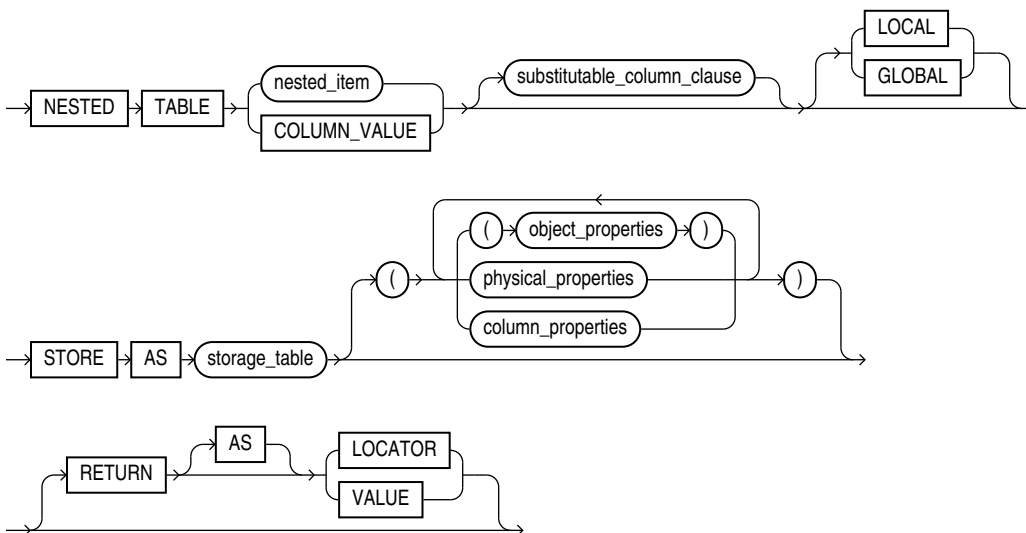 LOCAL
nested_item substitutable_column_clause
NESTED TABLE GLOBAL
COLUMN_VALUE
( object_properties )
( physical_properties )
column_properties
STORE AS storage_table
AS LOCATOR
RETURN
VALUE